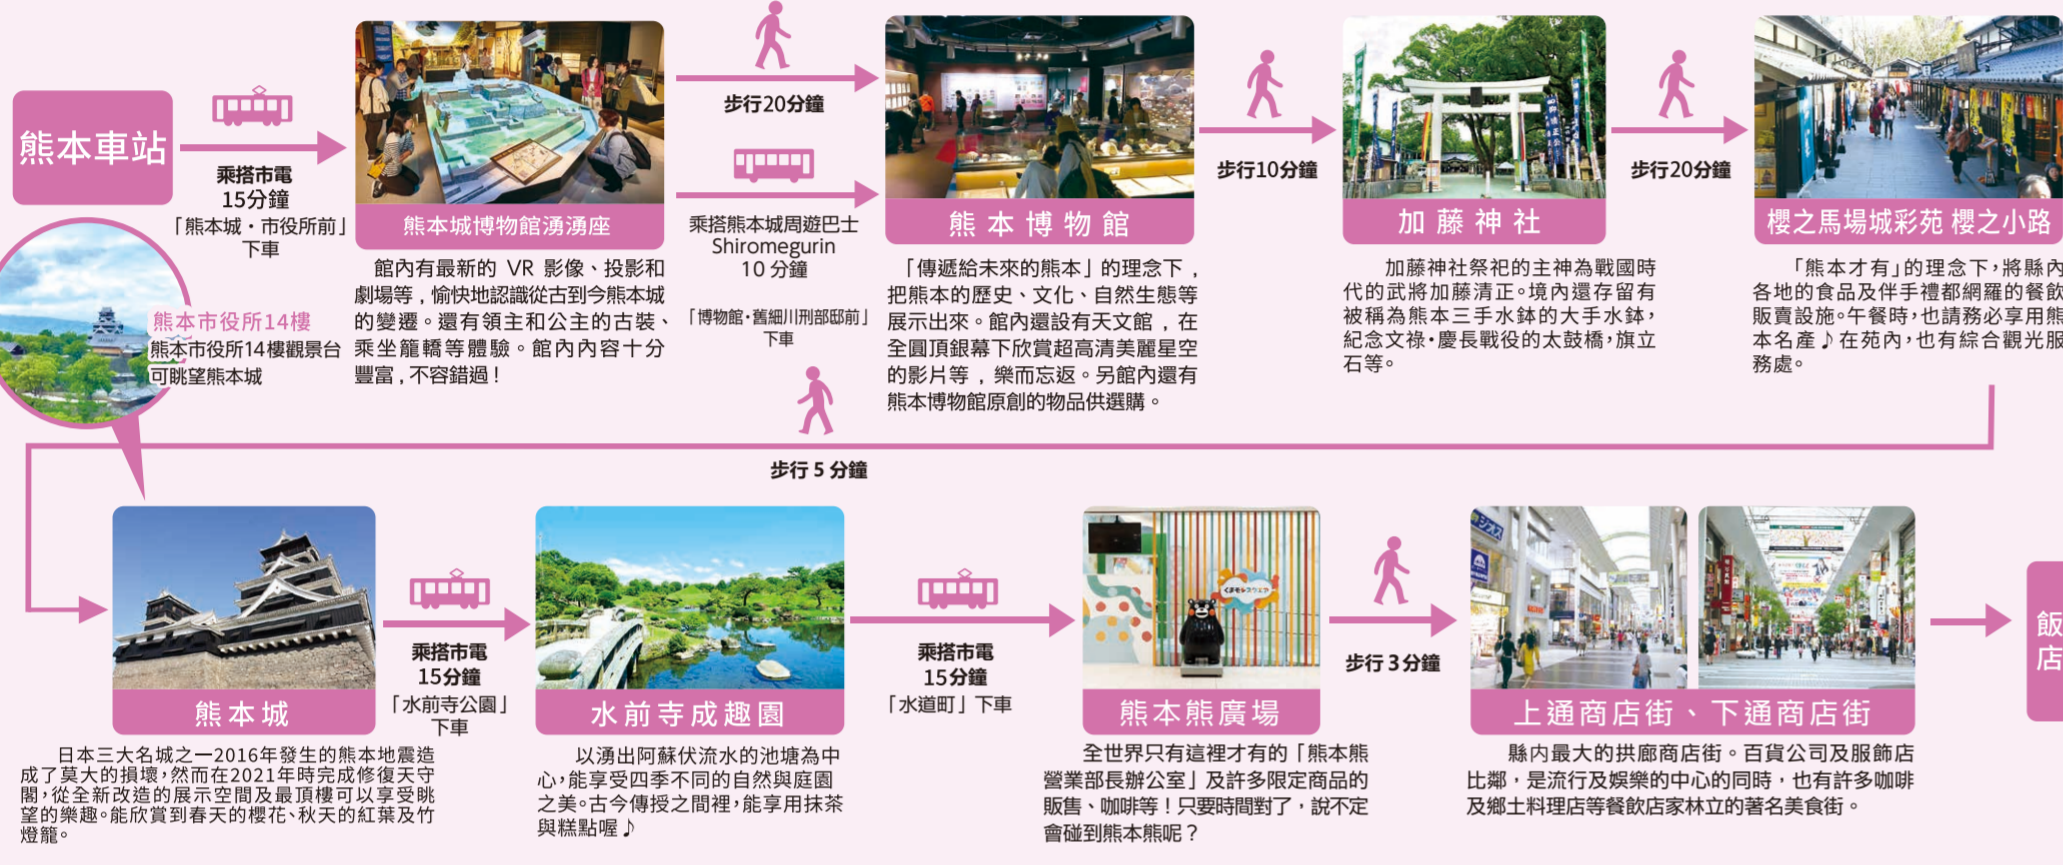 熊本車站
乘搭市電
15分鐘
「熊本城・市役所前」
下車
熊本城博物館湧湧座
館內有最新的 VR 影像、投影和
劇場等，愉快地認識從古到今熊本城
的變遷。還有領主和公主的古裝、
乘坐籠轎等體驗。館內內容十分
豐富，不容錯過！
步行20分鐘
乘搭熊本城周遊巴士
Shiromegurin
10 分鐘
「博物館・舊細川刑部邸前」
下車
熊本博物館
「傳遞給未來的熊本」的理念下，
把熊本的歷史、文化、自然生態等
展示出來。館內還設有天文館，在
全圓頂銀幕下欣賞超高清美麗星空
的影片等，樂而忘返。另館內還有
熊本博物館原創的物品供選購。
步行10分鐘
加藤神社
加藤神社祭祀的主神為戰國時
代的武將加藤清正。境內還存留有
被稱為熊本三手水鉢的大手水鉢，
紀念文祿・慶長戰役的太鼓橋，旗立
石等。
步行20分鐘
櫻之馬場城彩苑 櫻之小路
「熊本才有」的理念下，將縣內
各地的食品及伴手禮都網羅的餐飲
販賣設施。午餐時，也請務必享用熊
本名產♪在苑內，也有綜合觀光服
務處。
熊本市役所14樓
熊本市役所14樓觀景台
可眺望熊本城
步行 5 分鐘
熊本城
日本三大名城之一2016年發生的熊本地震造
成了莫大的損壞，然而在2021年時完成修復天守
閣，從全新改造的展示空間及最頂樓可以享受眺
望的樂趣。能欣賞到春天的櫻花、秋天的紅葉及竹
燈籠。
乘搭市電
15分鐘
「水前寺公園」
下車
水前寺成趣園
以湧出阿蘇伏流水的池塘為中
心，能享受四季不同的自然與庭園
之美。古今傳授之間裡，能享用抹茶
與糕點喔♪
乘搭市電
15分鐘
「水道町」下車
くまモンスクエア
熊本熊廣場
全世界只有這裡才有的「熊本熊
營業部長辦公室」及許多限定商品的
販售、咖啡等！只要時間對了，說不定
會碰到熊本熊呢？
步行 3 分鐘
上通商店街、下通商店街
縣內最大的拱廊商店街。百貨公司及服飾店
比鄰，是流行及娛樂的中心的同時，也有許多咖啡
及鄉土料理店等餐飲店家林立的著名美食街。
飯
店